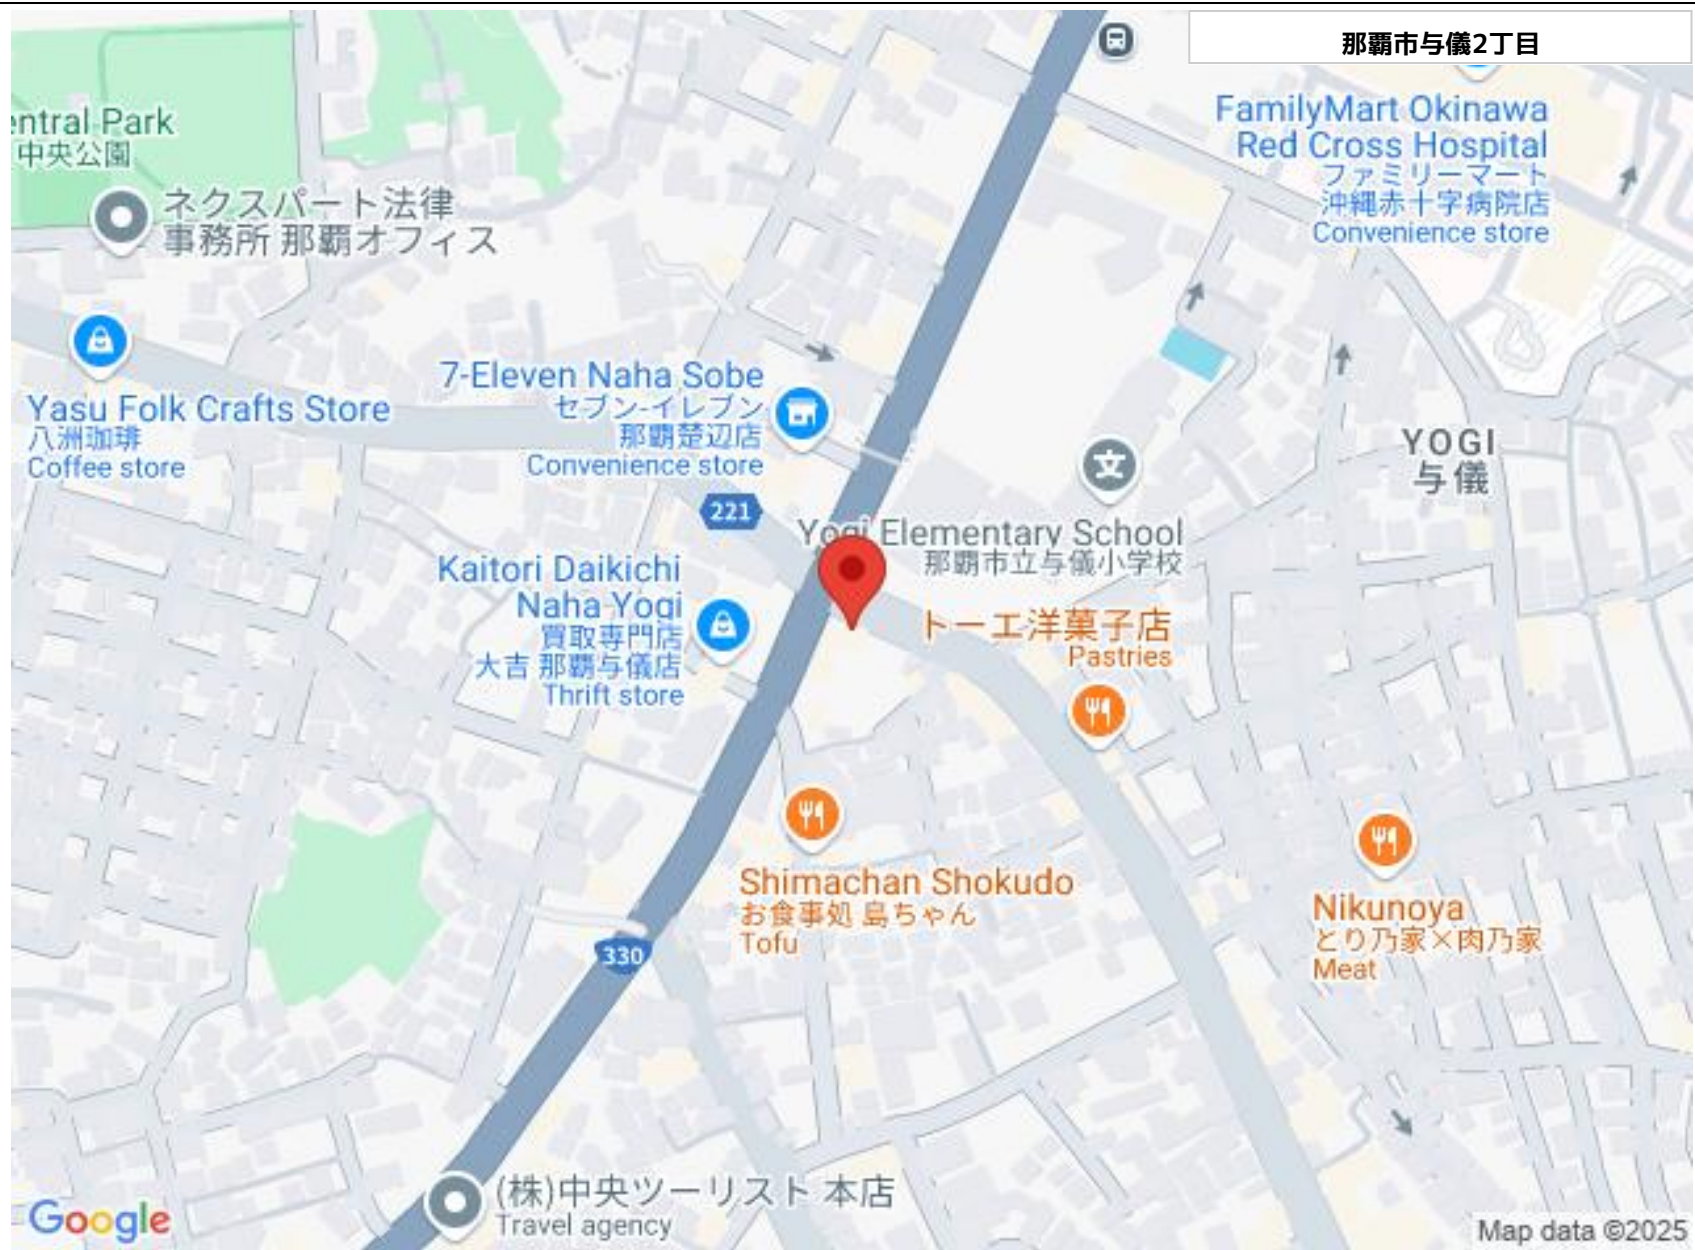 那覇市与儀2丁目
FamilyMart Okinawa
Red Cross Hospital
ファミリーマート
沖縄赤十字病院店
Convenience store
entral Park
中央公園
ネクスパート法律
事務所 那覇オフィス
Yasu Folk Crafts Store
八洲珈琲
Coffee store
7-Eleven Naha Sobe
セブン-イレブン
那覇楚辺店
Convenience store
YOGI
与儀
221
Yogi Elementary School
那覇市立与儀小学校
Kaitori Daikichi
Naha Yogi
買取専門店
大吉 那覇与儀店
Thrift store
トーエ洋菓子店
Pastries
Shimachan Shokudo
お食事処 島ちゃん
Tofu
Nikunoya
とり乃家×肉乃家
Meat
330
(株)中央ツーリスト 本店
Travel agency
Google
Map data ©2025